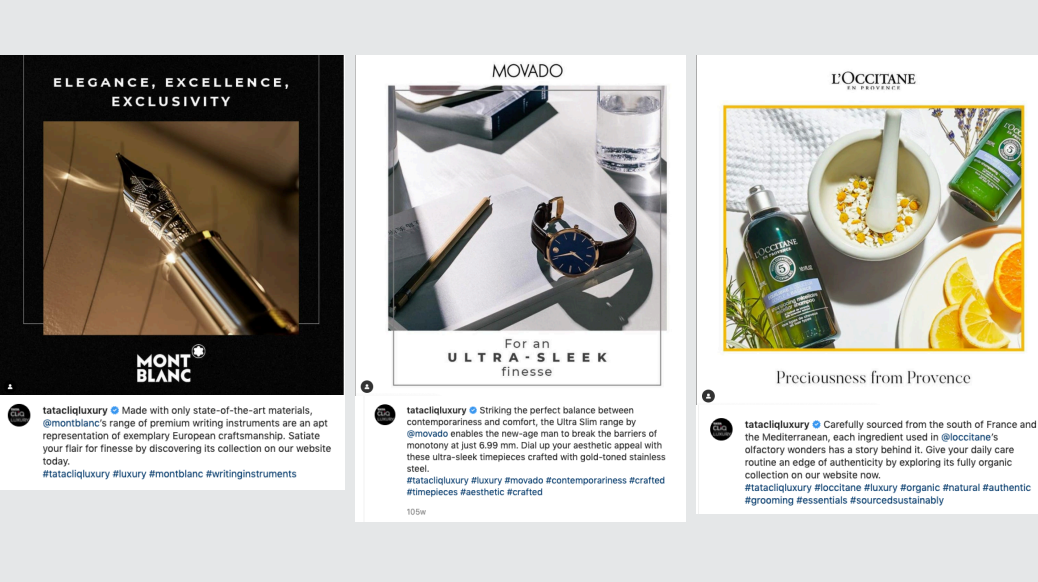 ELEGANCE, EXCELLENCE,
EXCLUSIVITY
MONT
BLANC
tatacliqluxury Made with only state-of-the-art materials,
@montblanc's range of premium writing instruments are an apt
representation of exemplary European craftsmanship. Satiate
your flair for finesse by discovering its collection on our website
today.
#tatacliqluxury #luxury #montblanc #writinginstruments
MOVADO
For an
ULTRA-SLEEK
finesse
tatacliqluxury Striking the perfect balance between
contemporariness and comfort, the Ultra Slim range by
@movado enables the new-age man to break the barriers of
monotony at just 6.99 mm. Dial up your aesthetic appeal with
these ultra-sleek timepieces crafted with gold-toned stainless
steel.
#tatacliqluxury #luxury #movado #contemporariness #crafted
#timepieces #aesthetic #crafted
105w
L'OCCITANE
EN PROVENCE
L'OCCITANE
EN PROVENCE
5
Preciousness from Provence
tatacliqluxury Carefully sourced from the south of France and
the Mediterranean, each ingredient used in @loccitane's
olfactory wonders has a story behind it. Give your daily care
routine an edge of authenticity by exploring its fully organic
collection on our website now.
#tatacliqluxury #loccitane #luxury #organic #natural #authentic
#grooming #essentials #sourcedsustainably